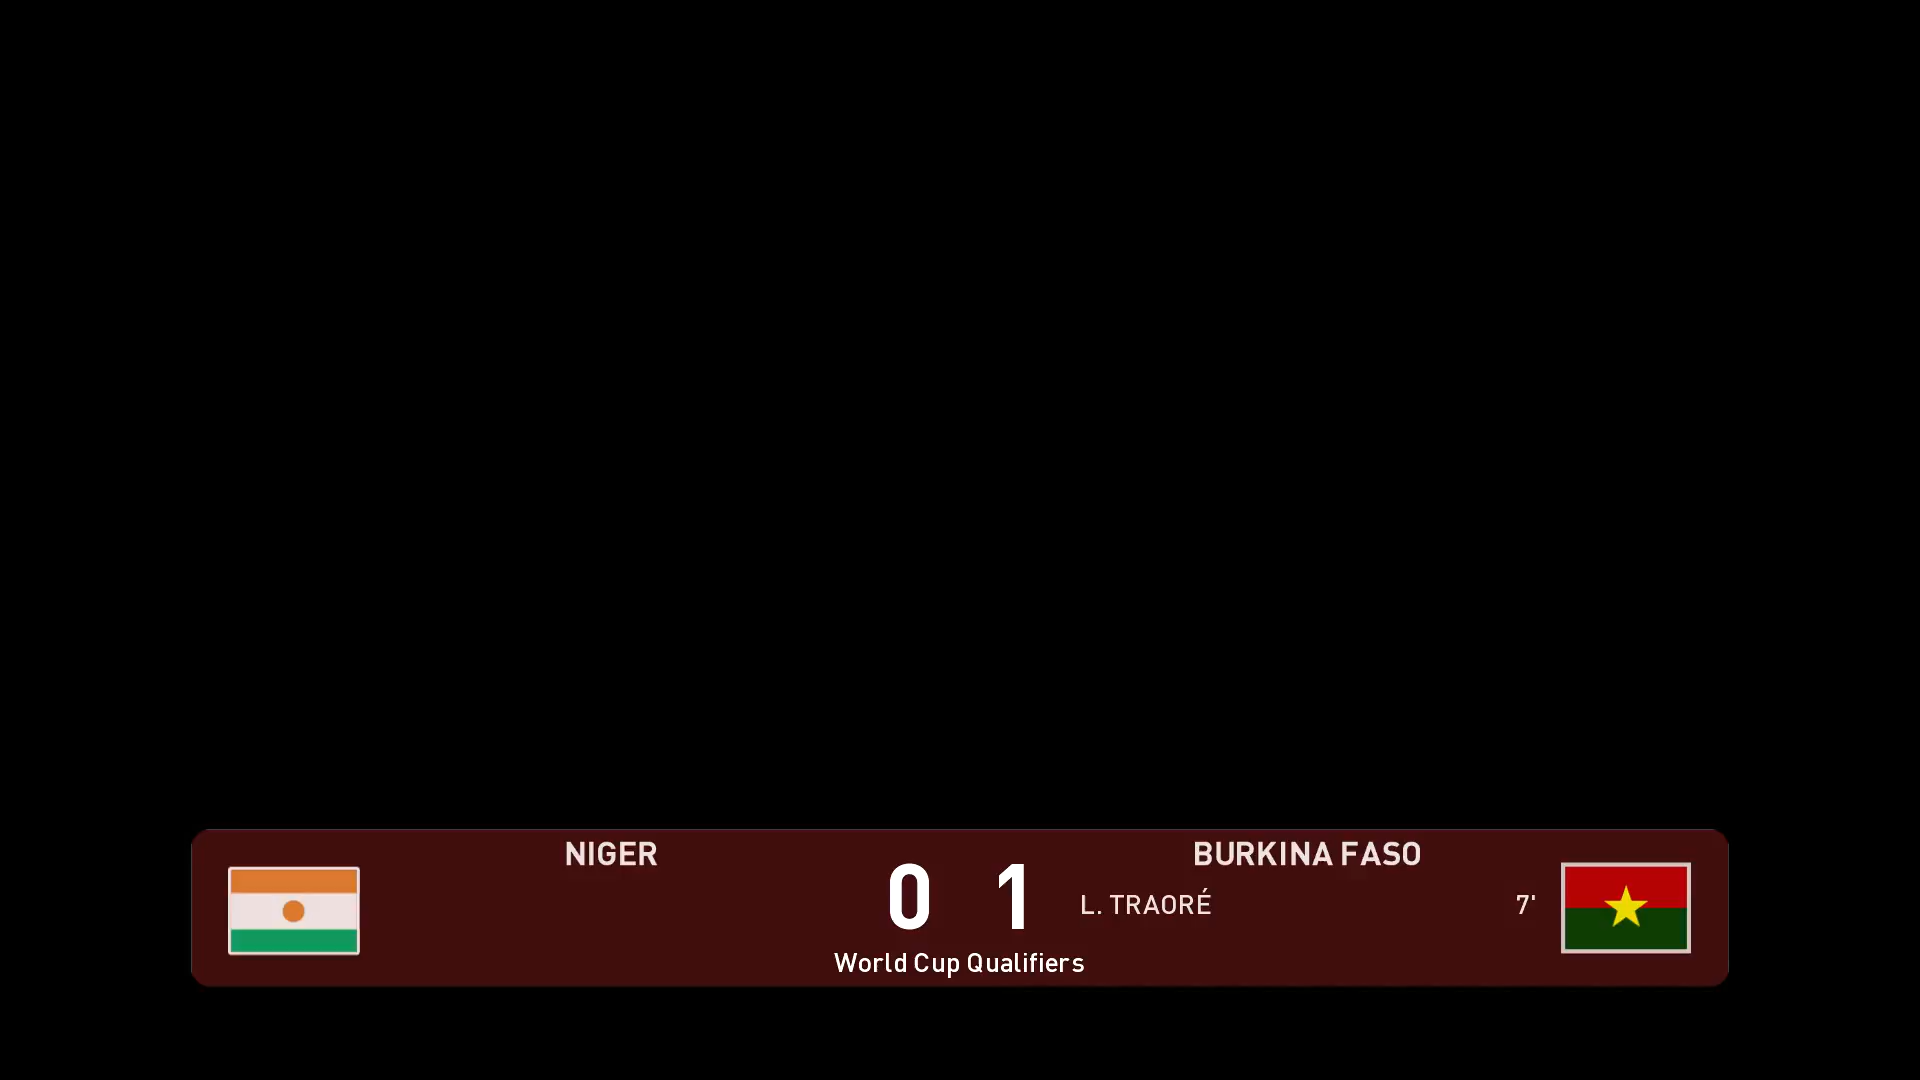 NIGER
0 1
BURKINA FASO
L. TRAORÉ 7'
World Cup Qualifiers